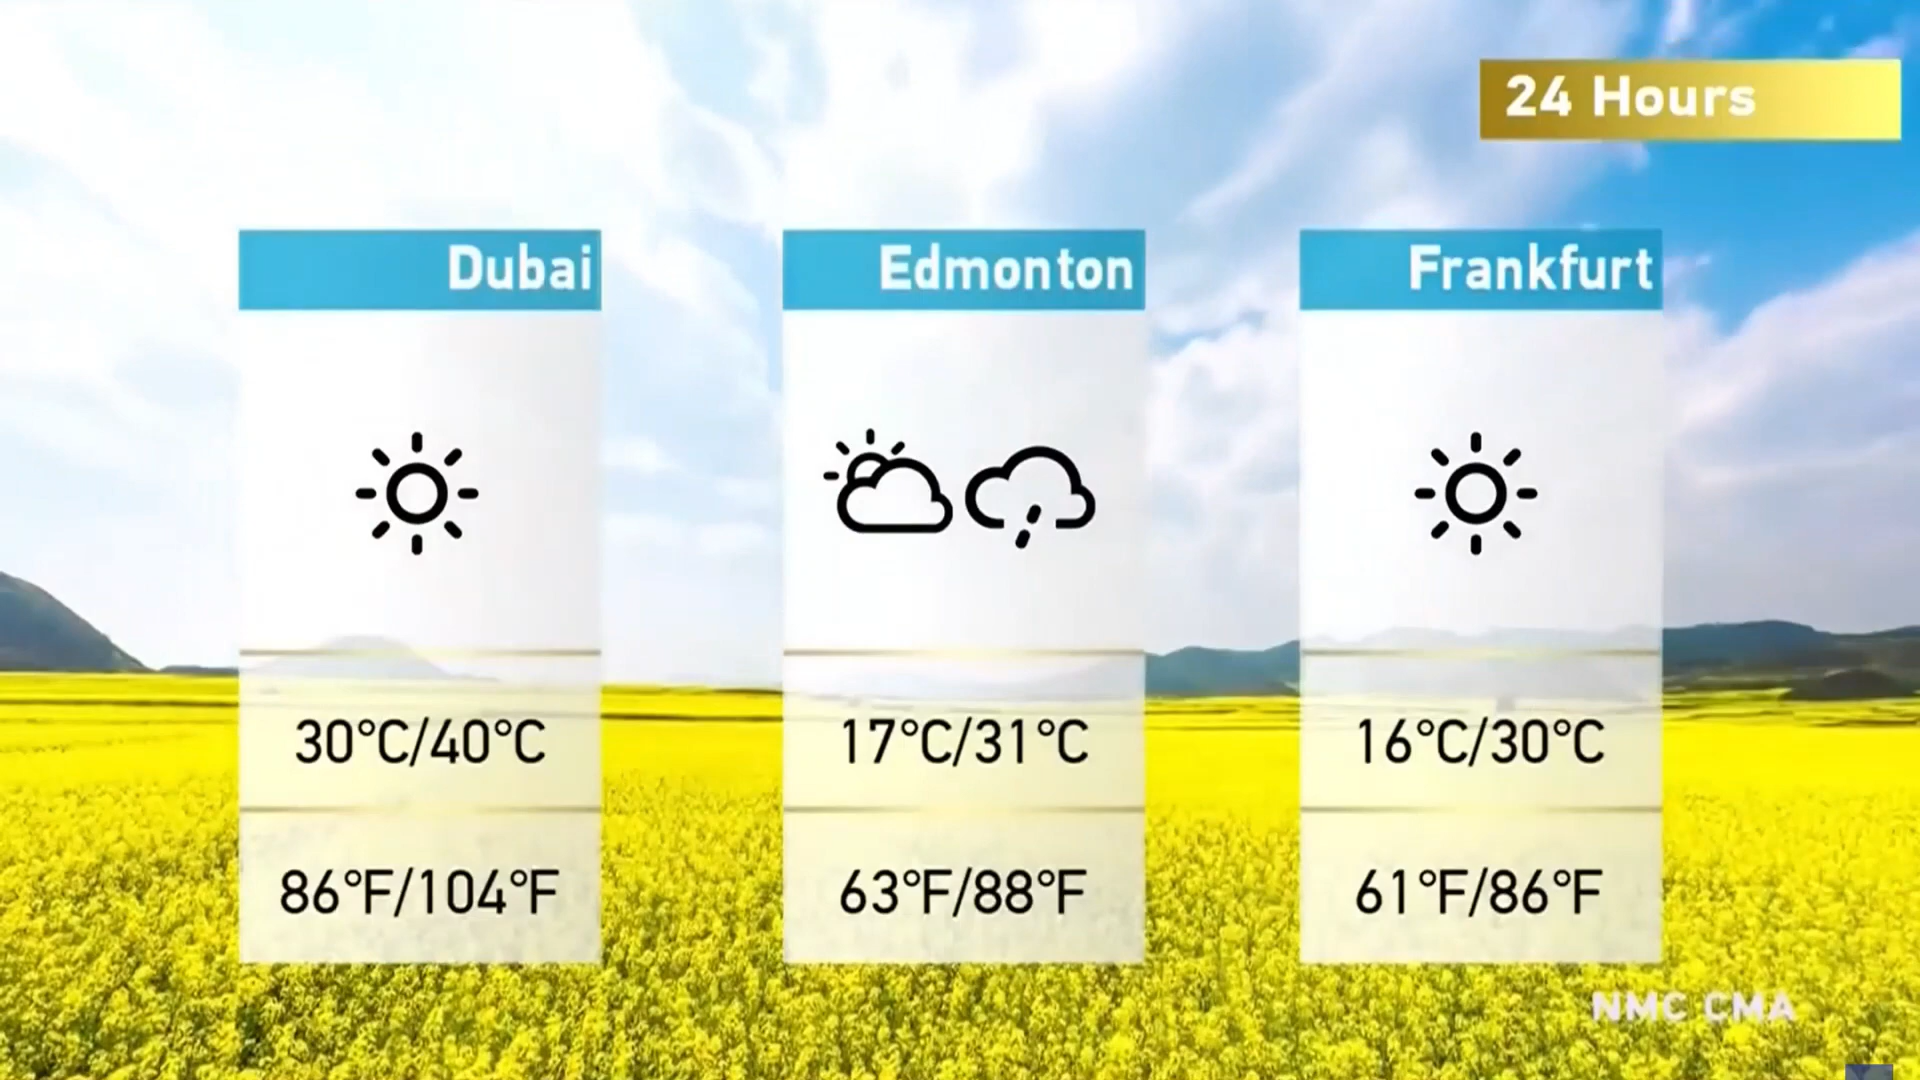 24 Hours
Dubai
30°C/40°C
86°F/104°F
Edmonton
17°C/31°C
63°F/88°F
Frankfurt
16°C/30°C
61°F/86°F
NMC CMA